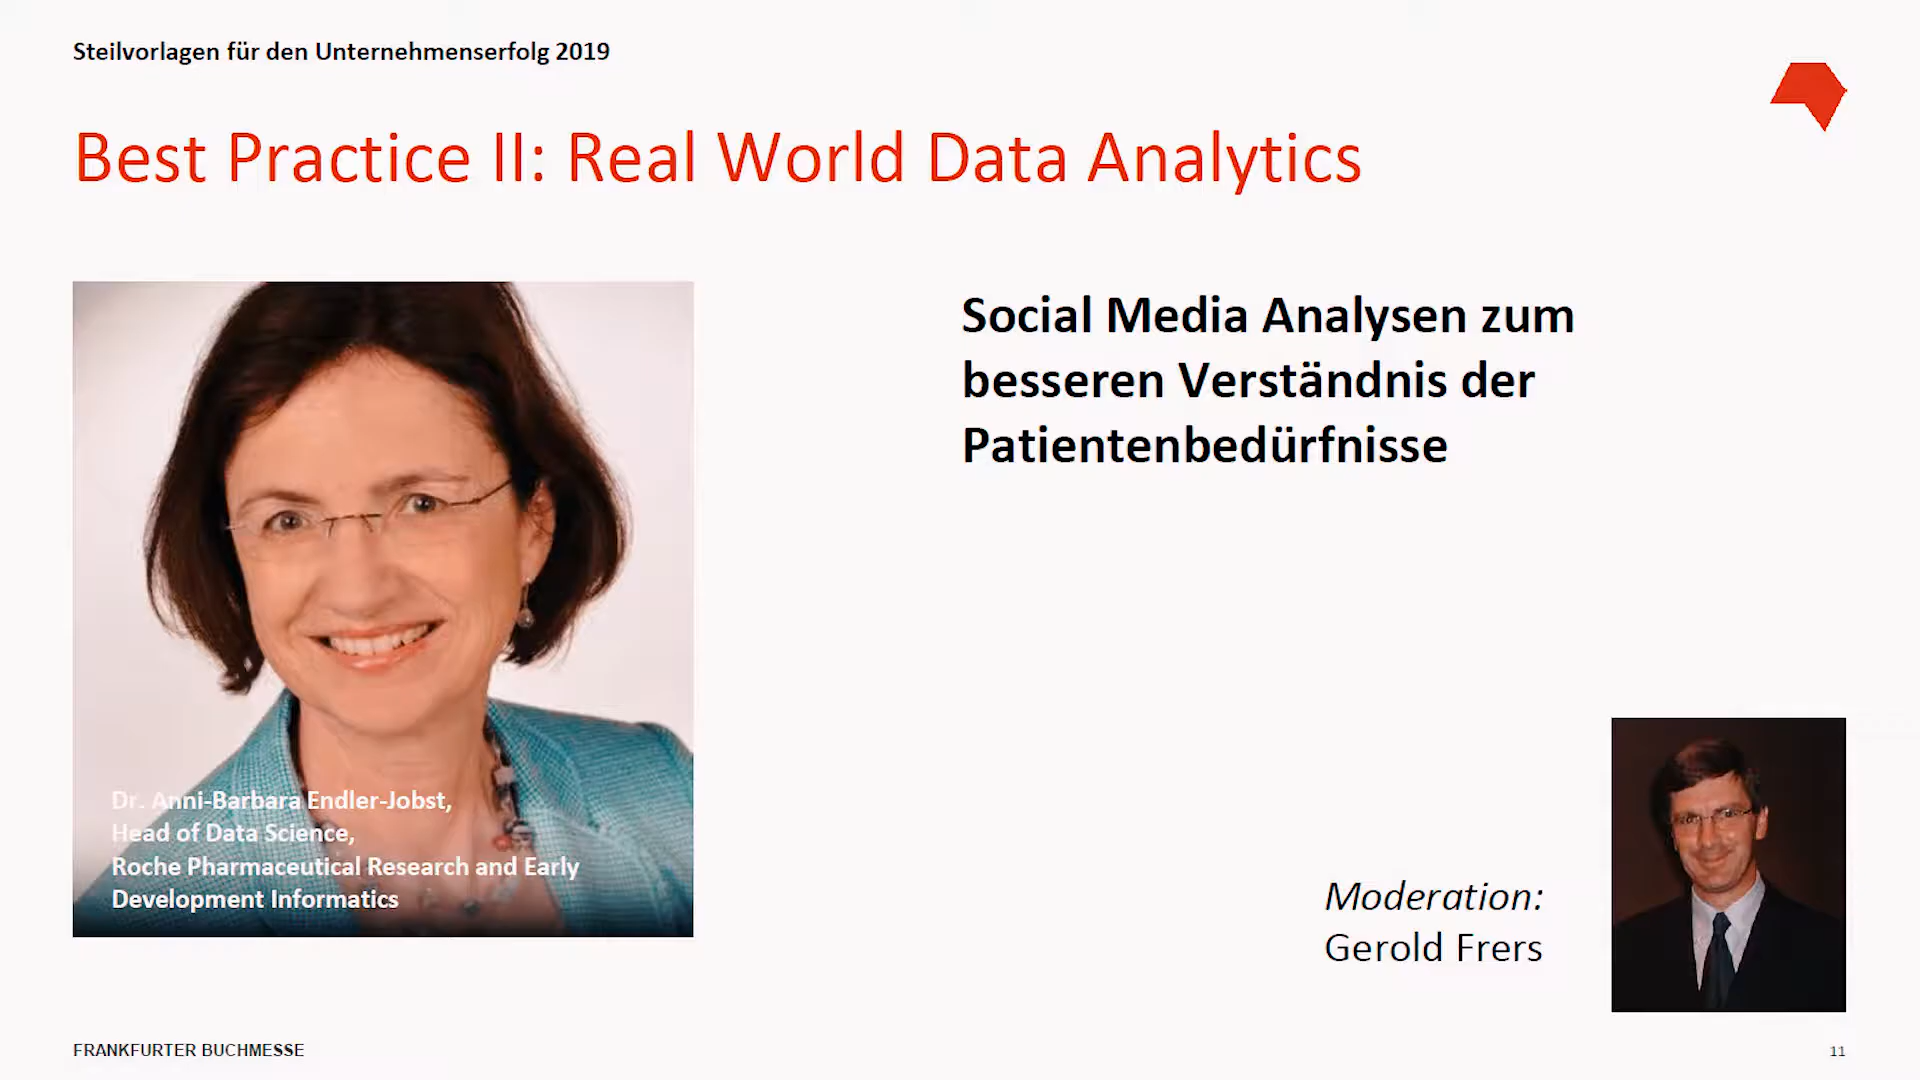 Steilvorlagen für den Unternehmenserfolg 2019
Best Practice II: Real World Data Analytics
Social Media Analysen zum
besseren Verständnis der
Patientenbedürfnisse
Dr. Anni-Barbara Endler-Jobst,
Head of Data Science,
Roche Pharmaceutical Research and Early
Development Informatics
Moderation:
Gerold Frers
FRANKFURTER BUCHMESSE
11